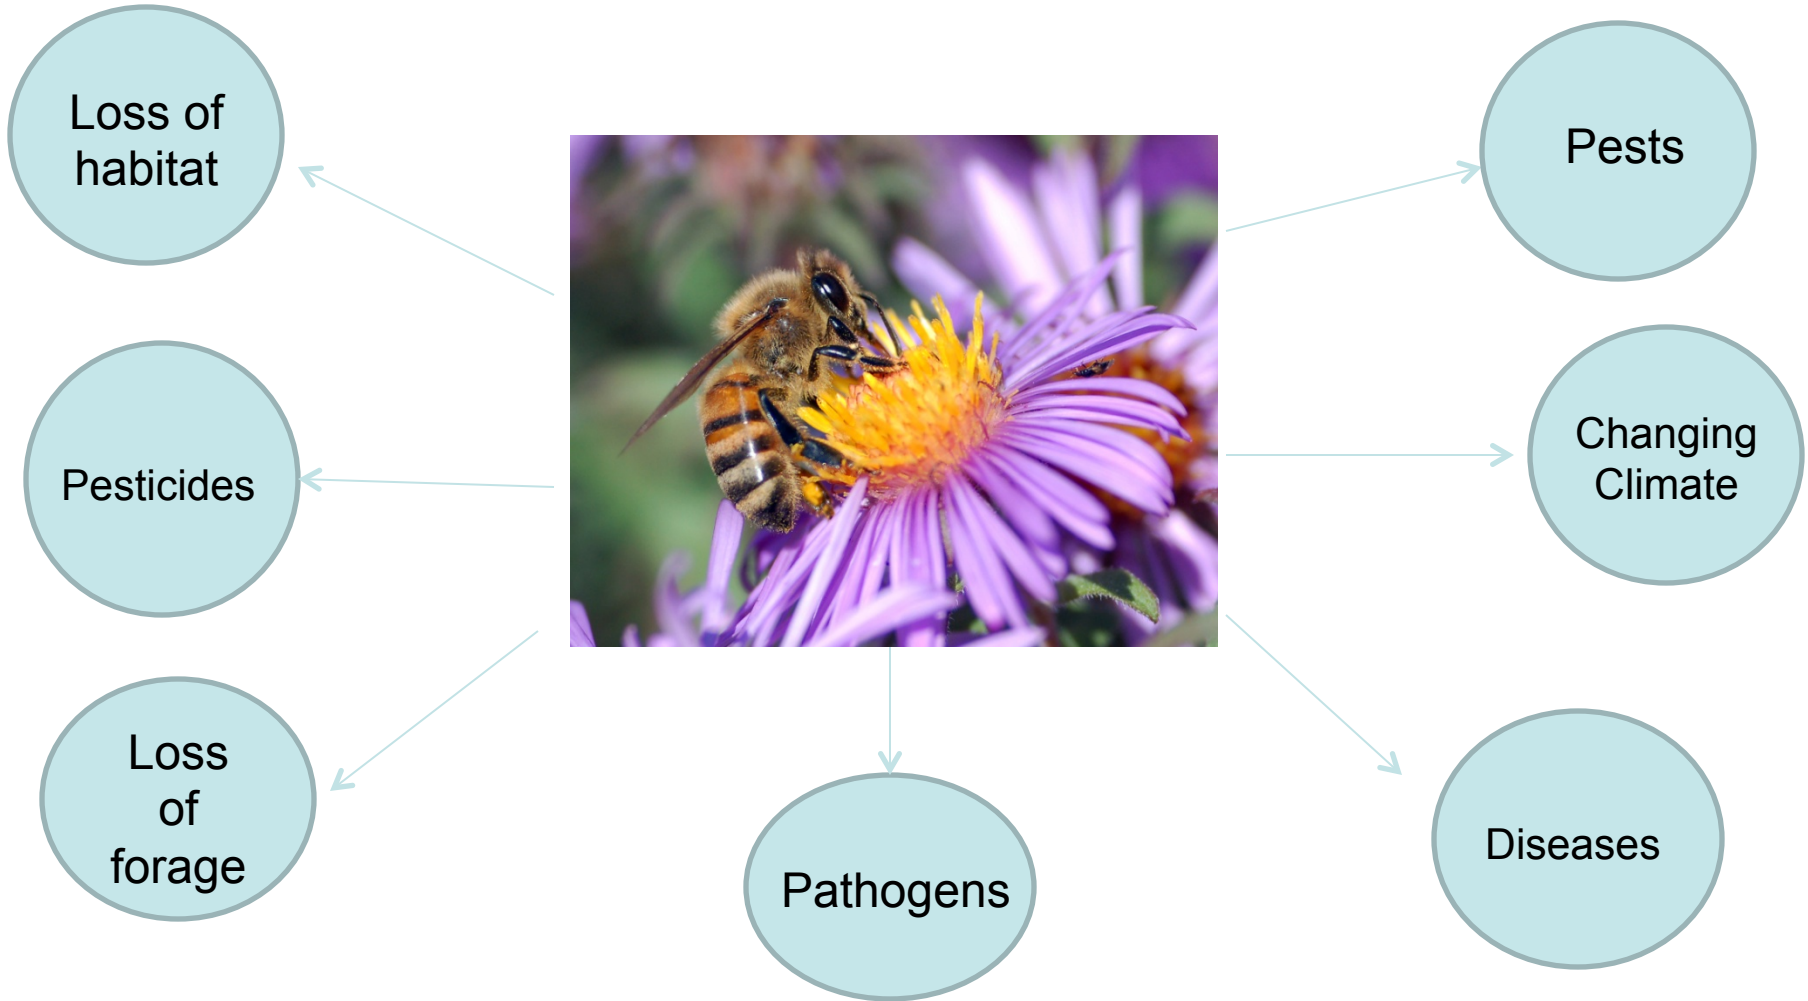 Loss of
habitat
Pests
Changing
Climate
Pesticides
Loss
of
forage
Pathogens
Diseases